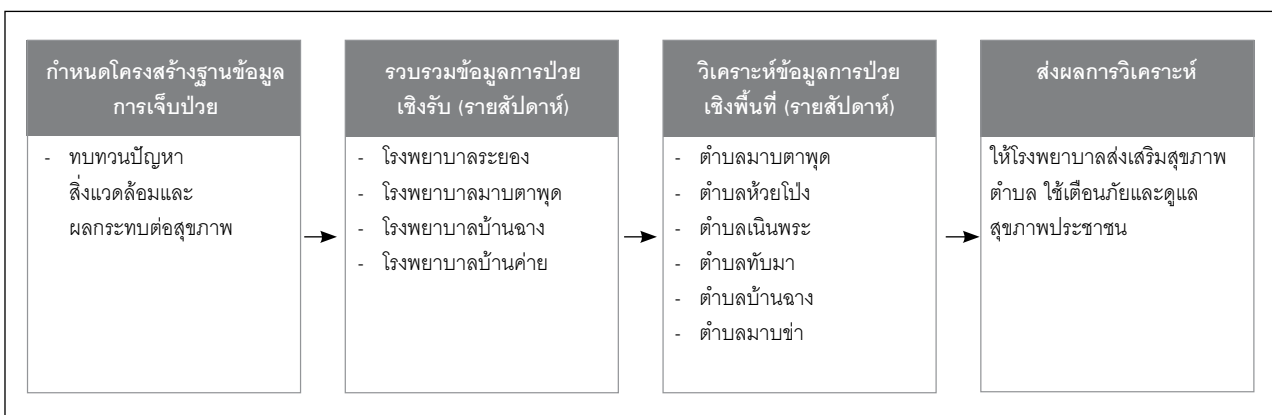 กำหนดโครงสร้างฐานข้อมูล
การเจ็บป่วย
- ทบทวนปัญหา
สิ่งแวดล้อมและ
ผลกระทบต่อสุขภาพ
รวบรวมข้อมูลการป่วย
เชิงรับ (รายสัปดาห์)
- โรงพยาบาลระยอง
- โรงพยาบาลมาบตาพุด
- โรงพยาบาลบ้านฉาง
- โรงพยาบาลบ้านค่าย
วิเคราะห์ข้อมูลการป่วย
เชิงพื้นที่ (รายสัปดาห์)
- ตำบลมาบตาพุด
- ตำบลห้วยโป่ง
- ตำบลเนินพระ
- ตำบลทับมา
- ตำบลบ้านฉาง
- ตำบลมาบข่า
ส่งผลการวิเคราะห์
ให้โรงพยาบาลส่งเสริมสุขภาพ
ตำบล ใช้เตือนภัยและดูแล
สุขภาพประชาชน